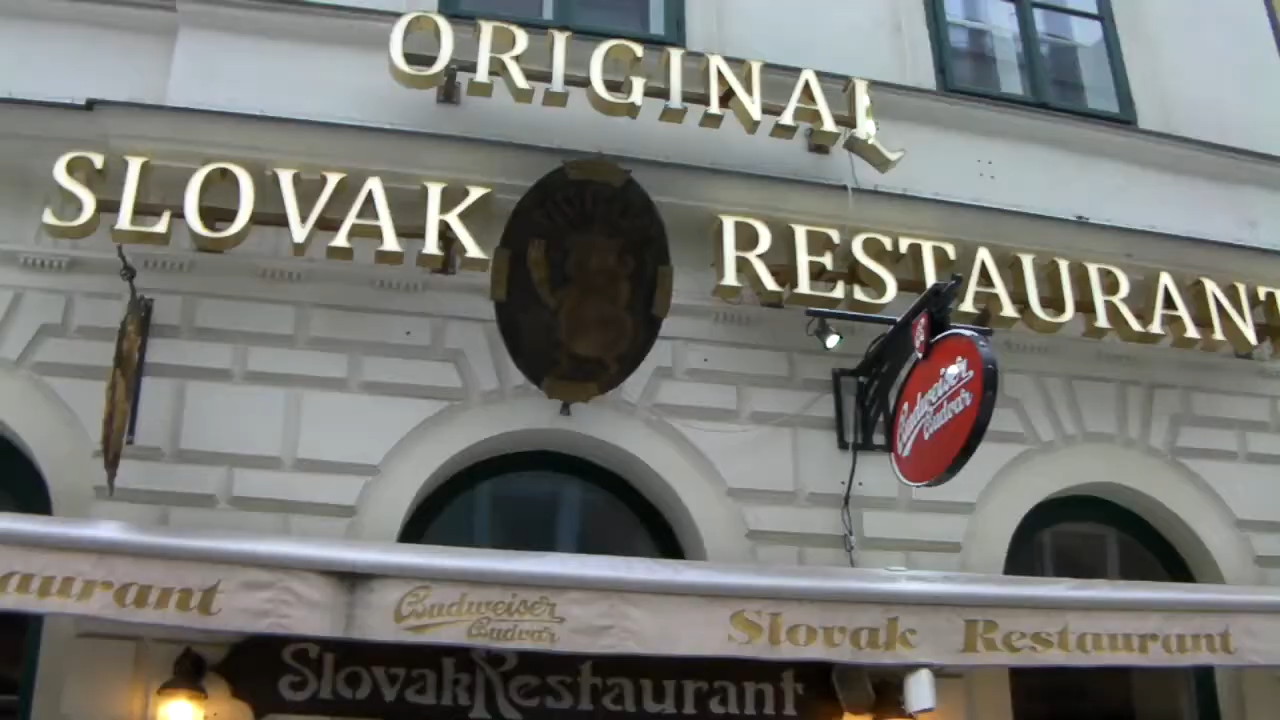 ORIGINAL
SLOVAK RESTAURANT
Budweiser
Budvar
aurant
Budweiser
Budvar
Slovak Restaurant
SlovakRestaurant